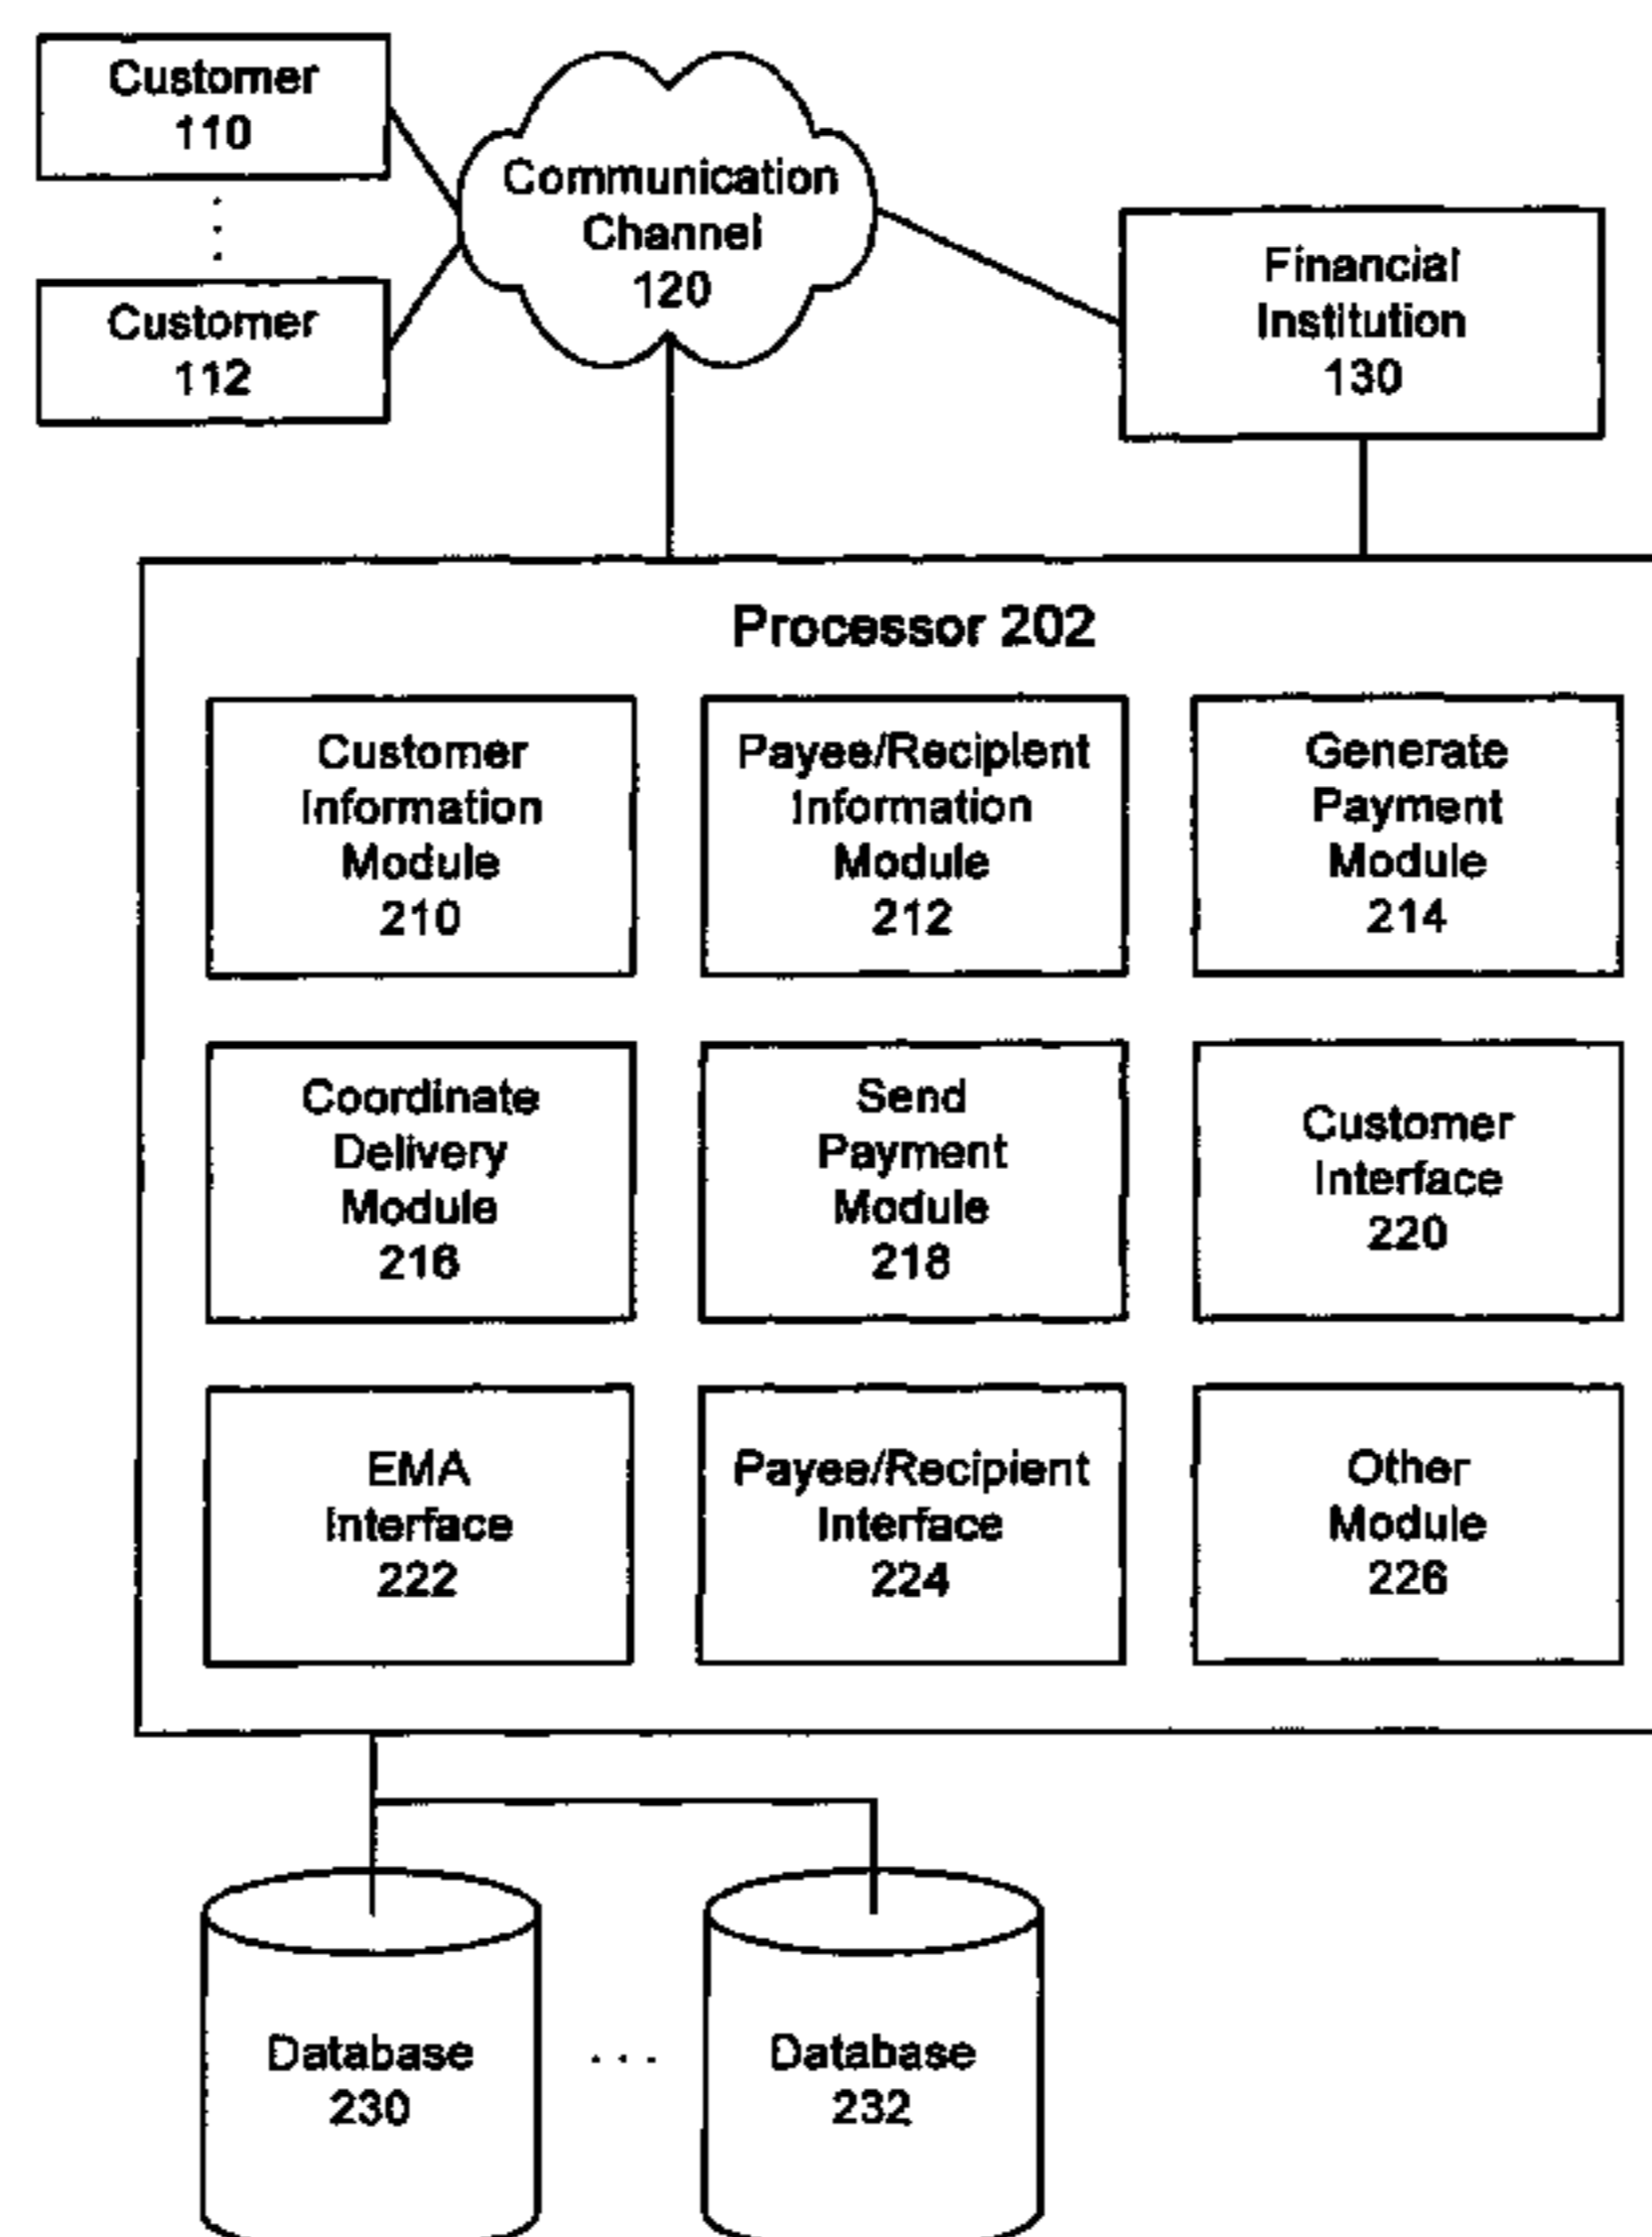 Customer
110
Communication
Channel
120
Financial
Institution
130
Customer
112
Processor 202
Customer
Information
Module
210
Payee/Recipient
Information
Module
212
Generate
Payment
Module
214
Coordinate
Delivery
Module
216
Send
Payment
Module
218
Customer
Interface
220
EMA
Interface
222
Payee/Recipient
Interface
224
Other
Module
226
Database
230
. . .
Database
232